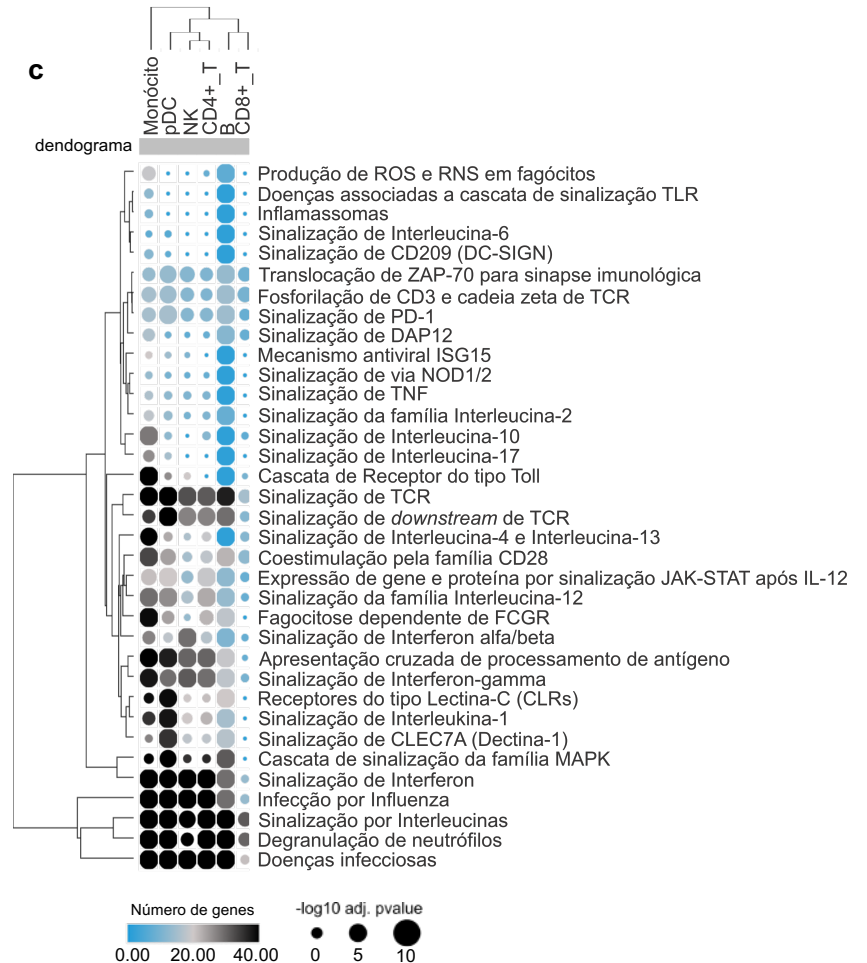 c
Monócito
pDC
NK
CD4+_T
B
CD8+_T
dendograma
Produção de ROS e RNS em fagócitos
Doenças associadas a cascata de sinalização TLR
Inflamassomas
Sinalização de Interleucina-6
Sinalização de CD209 (DC-SIGN)
Translocação de ZAP-70 para sinapse imunológica
Fosforilação de CD3 e cadeia zeta de TCR
Sinalização de PD-1
Sinalização de DAP12
Mecanismo antiviral ISG15
Sinalização de via NOD1/2
Sinalização de TNF
Sinalização da família Interleucina-2
Sinalização de Interleucina-10
Sinalização de Interleucina-17
Cascata de Receptor do tipo Toll
Sinalização de TCR
Sinalização de downstream de TCR
Sinalização de Interleucina-4 e Interleucina-13
Coestimulação pela família CD28
Expressão de gene e proteína por sinalização JAK-STAT após IL-12
Sinalização da família Interleucina-12
Fagocitose dependente de FCGR
Sinalização de Interferon alfa/beta
Apresentação cruzada de processamento de antígeno
Sinalização de Interferon-gamma
Receptores do tipo Lectina-C (CLRs)
Sinalização de Interleukina-1
Sinalização de CLEC7A (Dectina-1)
Cascata de sinalização da família MAPK
Sinalização de Interferon
Infecção por Influenza
Sinalização por Interleucinas
Degranulação de neutrófilos
Doenças infecciosas
Número de genes
0.00 20.00 40.00
-log10 adj. pvalue
0 5 10